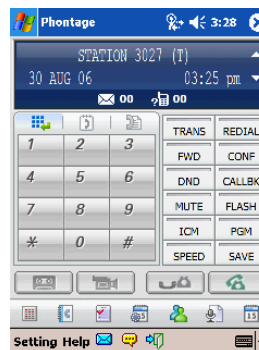 Phontage 3:28
STATION 3027 (T)
30 AUG 06 03:25 pm
00 00
TRANS REDIAL
1 2 3
FWD CONF
4 5 6
DND CALLBK
7 8 9
MUTE FLASH
ICM PGM
* 0 #
SPEED SAVE
Setting Help